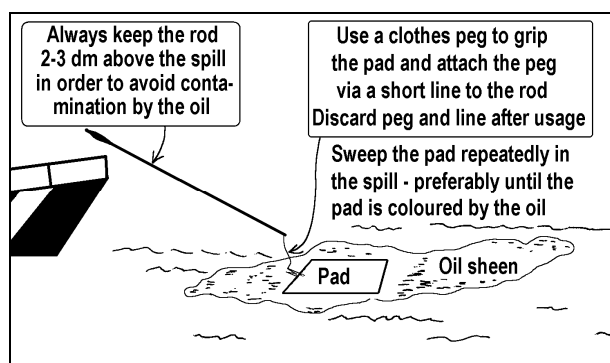 Always keep the rod
2-3 dm above the spill
in order to avoid conta-
mination by the oil
Use a clothes peg to grip
the pad and attach the peg
via a short line to the rod
Discard peg and line after usage
Sweep the pad repeatedly in
the spill - preferably until the
pad is coloured by the oil
Pad
Oil sheen